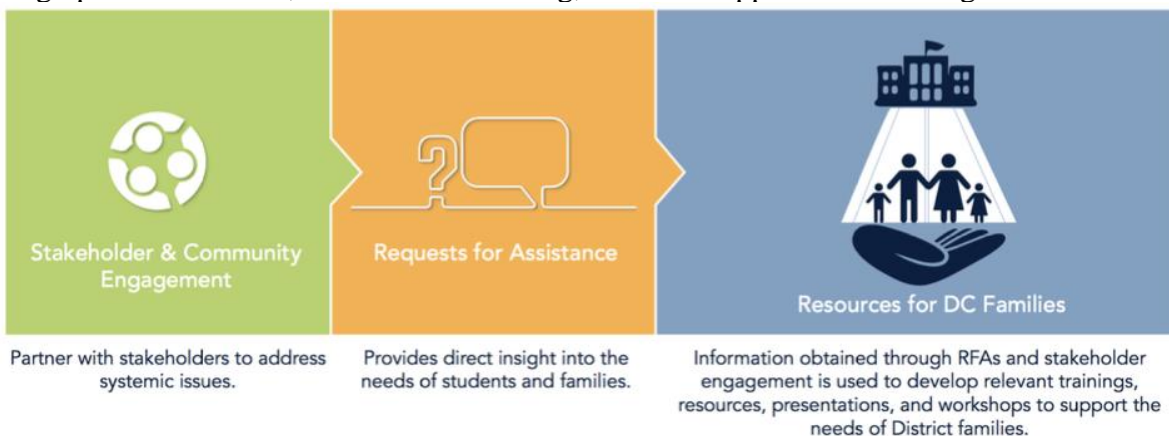 Stakeholder & Community
Engagement
Requests for Assistance
Resources for DC Families
Partner with stakeholders to address
systemic issues.
Provides direct insight into the
needs of students and families.
Information obtained through RFAs and stakeholder
engagement is used to develop relevant trainings,
resources, presentations, and workshops to support the
needs of District families.